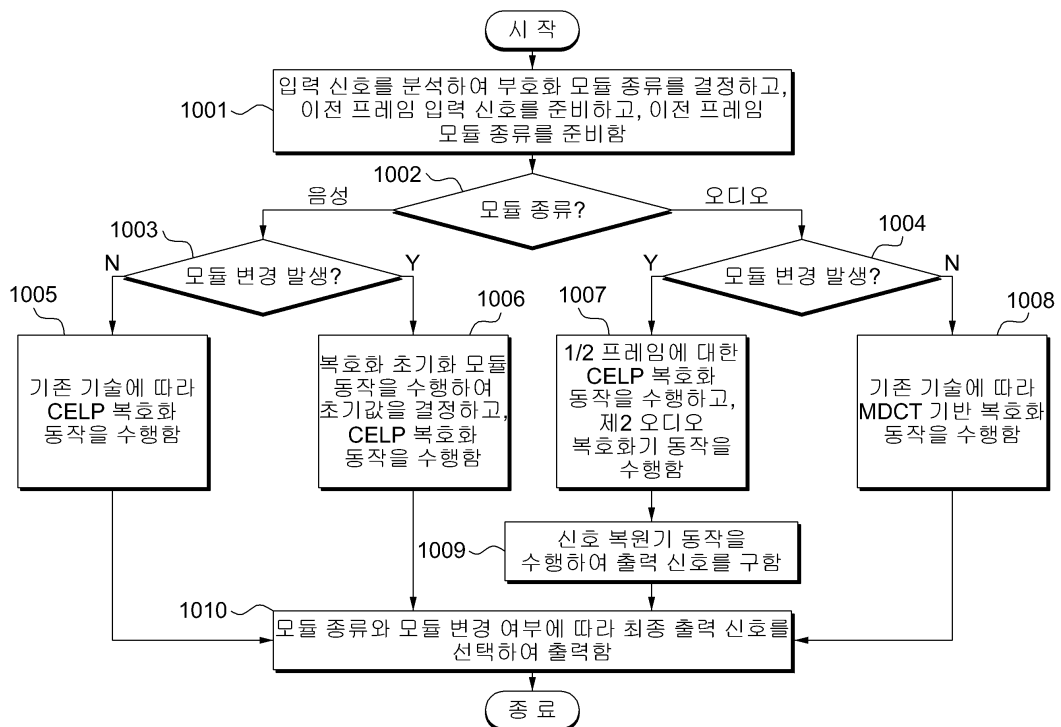 시 작
1001
입력 신호를 분석하여 부호화 모듈 종류를 결정하고,
이전 프레임 입력 신호를 준비하고, 이전 프레임
모듈 종류를 준비함
1002
모듈 종류?
음성
오디오
1003
모듈 변경 발생?
N
Y
1004
모듈 변경 발생?
Y
N
1005
기존 기술에 따라
CELP 복호화
동작을 수행함
1006
복호화 초기화 모듈
동작을 수행하여
초기값을 결정하고,
CELP 복호화
동작을 수행함
1007
1/2 프레임에 대한
CELP 복호화
동작을 수행하고,
제2 오디오
복호화기 동작을
수행함
1008
기존 기술에 따라
MDCT 기반 복호화
동작을 수행함
1009
신호 복원기 동작을
수행하여 출력 신호를 구함
1010
모듈 종류와 모듈 변경 여부에 따라 최종 출력 신호를
선택하여 출력함
종 료